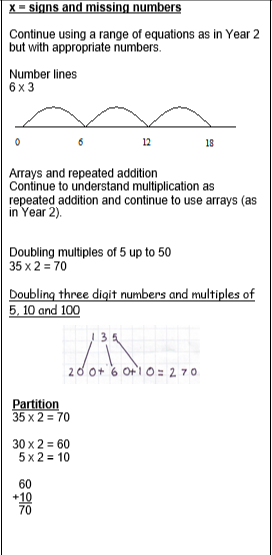 x = signs and missing numbers
Continue using a range of equations as in Year 2
but with appropriate numbers.
Number lines
6 x 3
0 6 12 18
Arrays and repeated addition
Continue to understand multiplication as
repeated addition and continue to use arrays (as
in Year 2).
Doubling multiples of 5 up to 50
35 x 2 = 70
Doubling three digit numbers and multiples of
5, 10 and 100
1 3 5
200+ 60+10= 270
Partition
35 x 2 = 70
30 x 2 = 60
5 x 2 = 10
60
+10
70